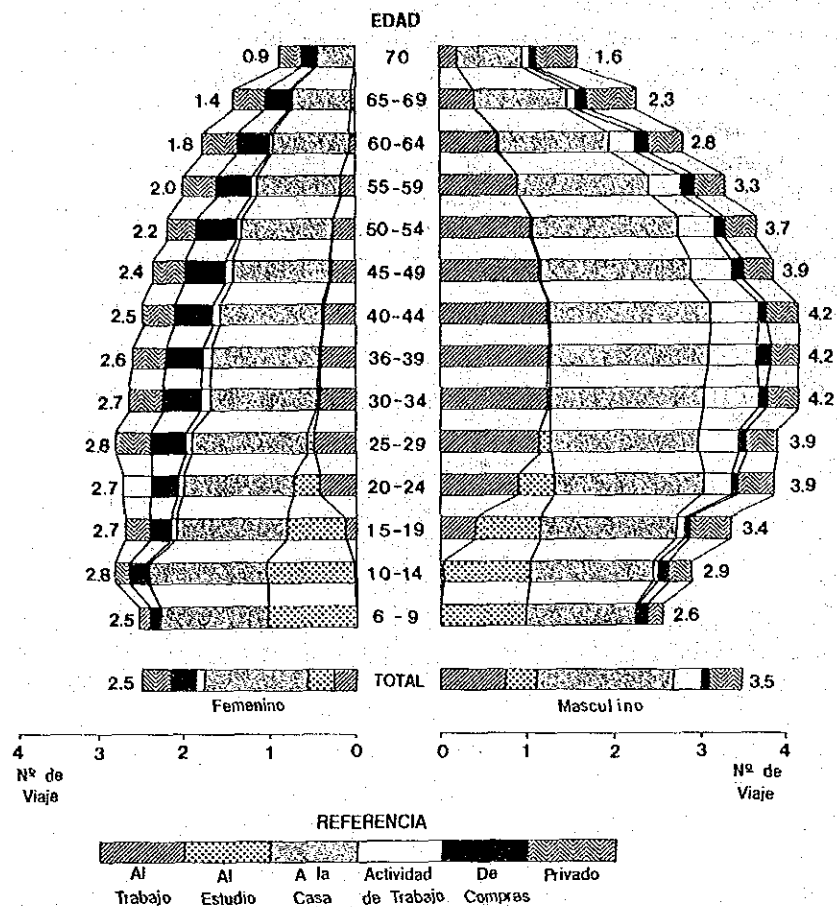 EDAD
0.9 70 1.6
1.4 65-69 2.3
1.8 60-64 2.8
2.0 55-59 3.3
2.2 50-54 3.7
2.4 45-49 3.9
2.5 40-44 4.2
2.6 36-39 4.2
2.7 30-34 4.2
2.8 25-29 3.9
2.7 20-24 3.9
2.7 15-19 3.4
2.8 10-14 2.9
2.5 6-9 2.6
2.5 TOTAL 3.5
Femenino Masculino
4 3 2 1 0 0 1 2 3 4
Nº de Viaje
Nº de Viaje
REFERENCIA
Al Trabajo
Al Estudio
A la Casa
Actividad de Trabajo
De Compras
Privado